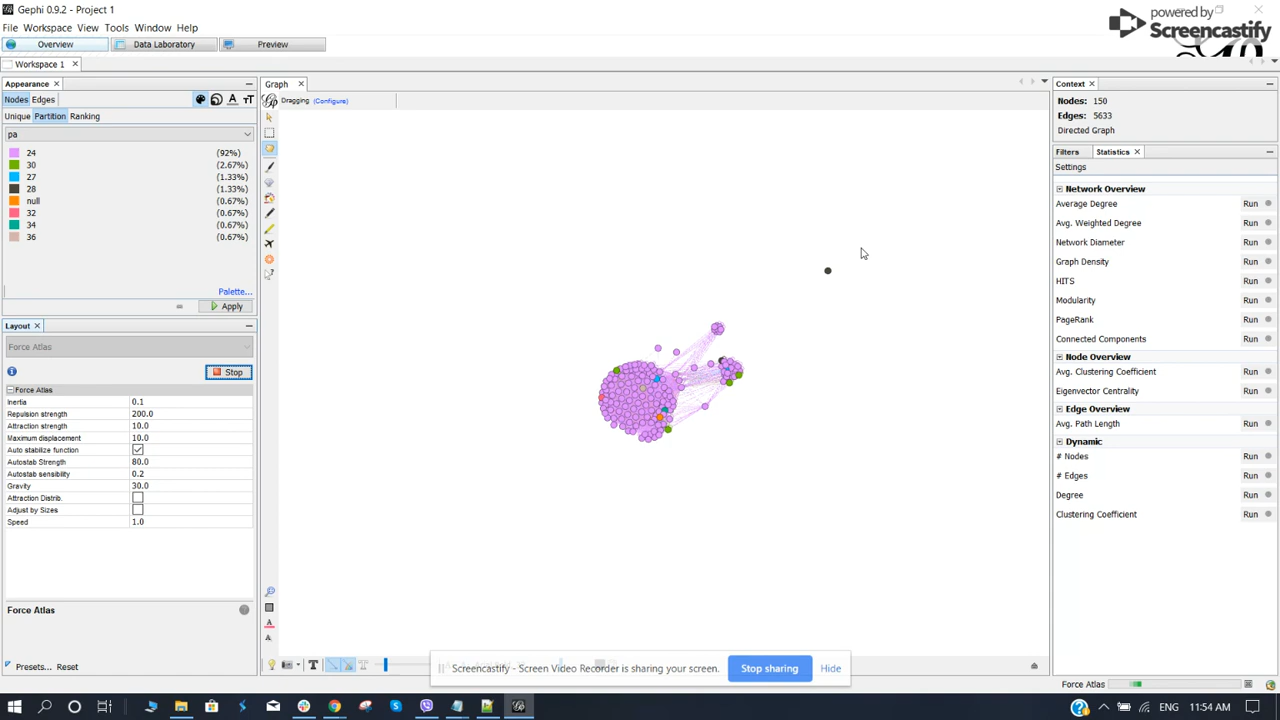 Gephi 0.9.2 - Project 1
powered by
Screencastify
File Workspace View Tools Window Help
Overview Data Laboratory Preview
Workspace 1
Appearance
Nodes Edges
Unique Partition Ranking
pa
24 (92%)
30 (2.67%)
27 (1.33%)
28 (1.33%)
null (0.67%)
32 (0.67%)
34 (0.67%)
36 (0.67%)
Palette...
Apply
Layout
Force Atlas
Stop
Force Atlas
Inertia 0.1
Repulsion strength 200.0
Attraction strength 10.0
Maximum displacement 10.0
Auto stabilize function
Autostab Strength 80.0
Autostab sensibility 0.2
Gravity 30.0
Attraction Distrib.
Adjust by Sizes
Speed 1.0
Force Atlas
Presets... Reset
Graph
Dragging (Configure)
Context
Nodes: 150
Edges: 5633
Directed Graph
Filters Statistics
Settings
Network Overview
Average Degree Run
Avg. Weighted Degree Run
Network Diameter Run
Graph Density Run
HITS Run
Modularity Run
PageRank Run
Connected Components Run
Node Overview
Avg. Clustering Coefficient Run
Eigenvector Centrality Run
Edge Overview
Avg. Path Length Run
Dynamic
# Nodes Run
# Edges Run
Degree Run
Clustering Coefficient Run
Screencastify - Screen Video Recorder is sharing your screen. Stop sharing Hide
Force Atlas
ENG 11:54 AM